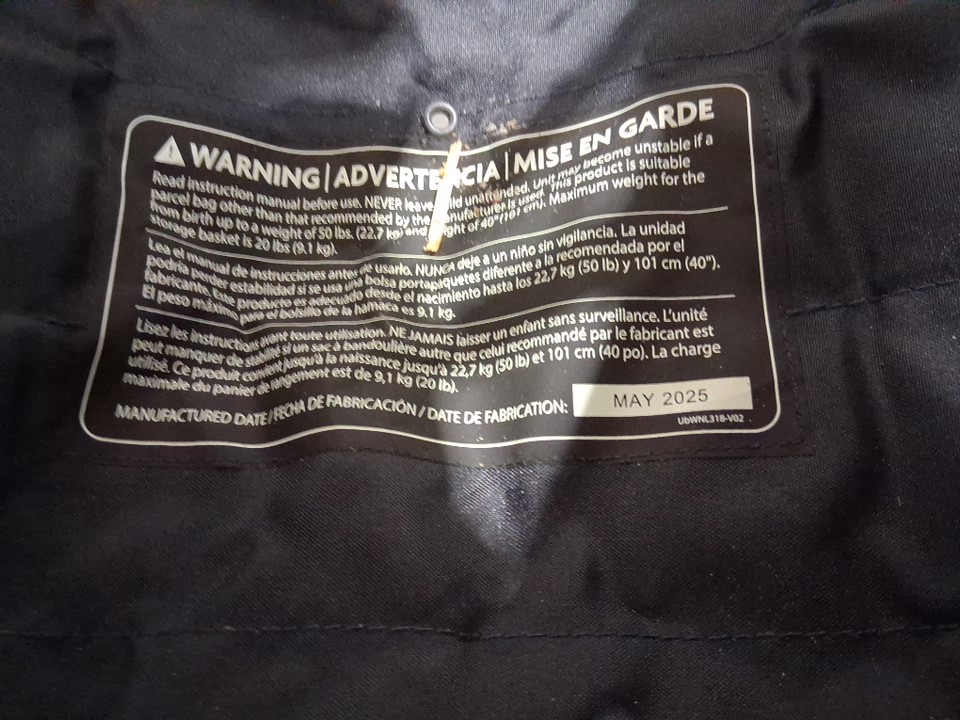 WARNING | ADVERTENCIA | MISE EN GARDE
Read instruction manual before use. NEVER leave child unattended. Unit may become unstable if a
parcel bag other than that recommended by the manufacturer is used. This product is suitable
from birth up to a weight of 50 lbs. (22.7 kg) and height of 40" (101 cm). Maximum weight for the
storage basket is 20 lbs (9.1 kg).
Lea el manual de instrucciones antes de usarlo. NUNCA deje a un niño sin vigilancia. La unidad
podría perder estabilidad si se usa una bolsa portapaquetes diferente a la recomendada por el
fabricante. Este producto es adecuado desde el nacimiento hasta los 22,7 kg (50 lb) y 101 cm (40").
El peso máximo para el bolsillo de la hamaca es 9.1 kg.
Lisez les instructions avant toute utilisation. NE JAMAIS laisser un enfant sans surveillance. L'unité
peut manquer de stabilité si un sac à bandoulière autre que celui recommandé par le fabricant est
utilisé. Ce produit convient jusqu'à la naissance jusqu'à 22,7 kg (50 lb) et 101 cm (40 po). La charge
maximale du panier de rangement est de 9,1 kg (20 lb).
MANUFACTURED DATE / FECHA DE FABRICACIÓN / DATE DE FABRICATION: MAY 2025
UbWNL318-V02